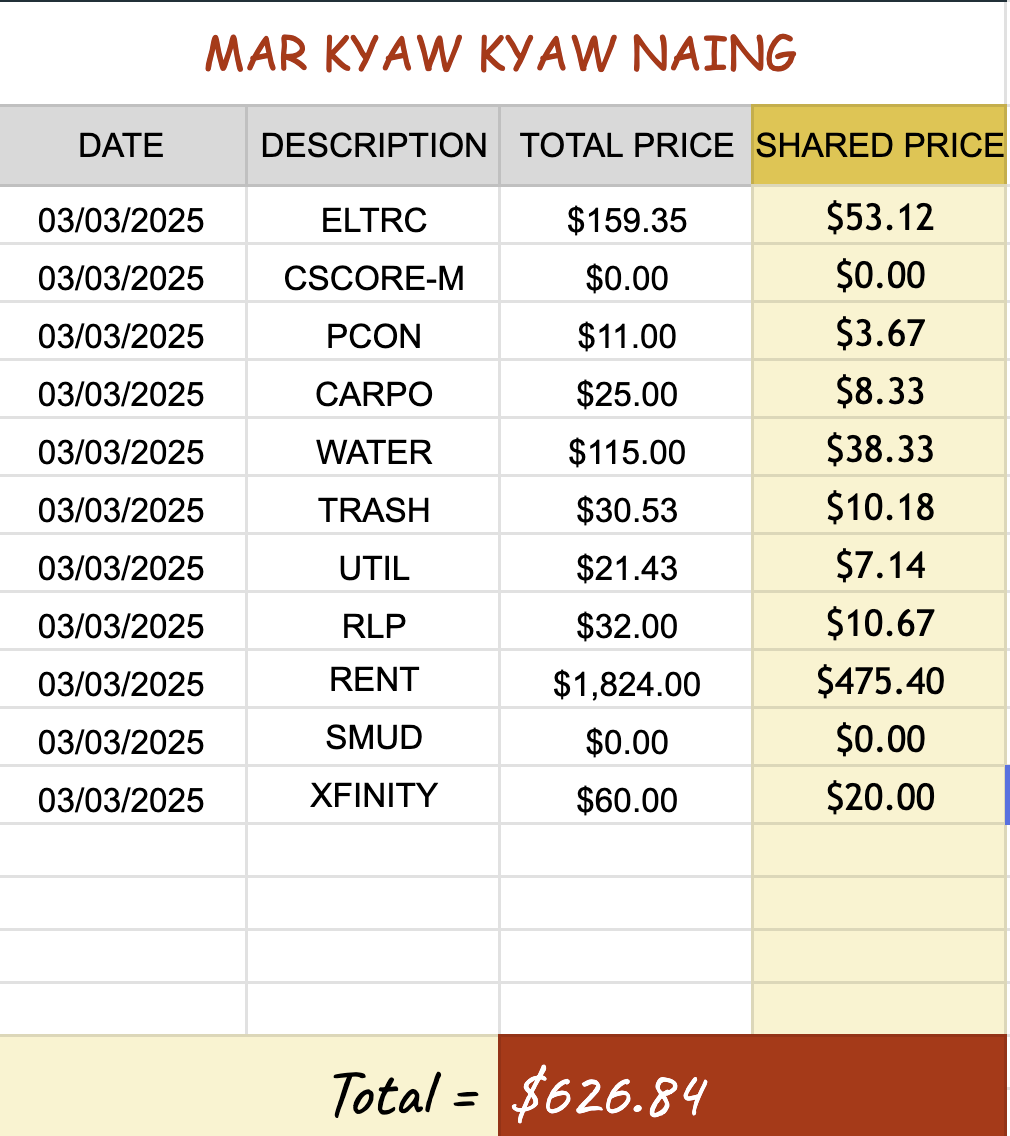 MAR KYAW KYAW NAING
DATE DESCRIPTION TOTAL PRICE SHARED PRICE
03/03/2025 ELTRC $159.35 $53.12
03/03/2025 CSCORE-M $0.00 $0.00
03/03/2025 PCON $11.00 $3.67
03/03/2025 CARPO $25.00 $8.33
03/03/2025 WATER $115.00 $38.33
03/03/2025 TRASH $30.53 $10.18
03/03/2025 UTIL $21.43 $7.14
03/03/2025 RLP $32.00 $10.67
03/03/2025 RENT $1,824.00 $475.40
03/03/2025 SMUD $0.00 $0.00
03/03/2025 XFINITY $60.00 $20.00
Total = $626.84